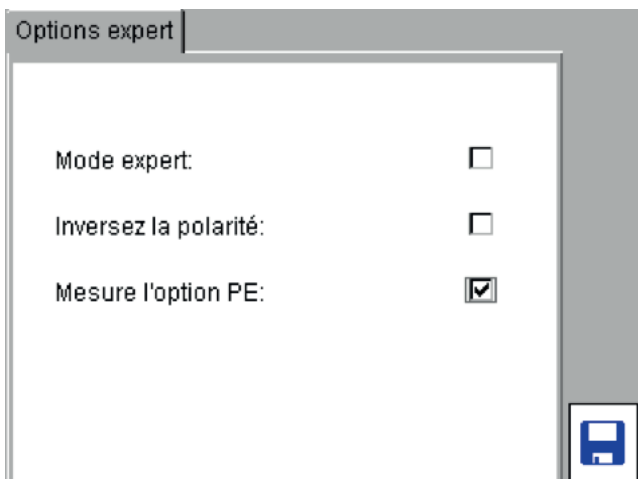 Options expert
Mode expert:
Inversez la polarité:
Mesure l'option PE: